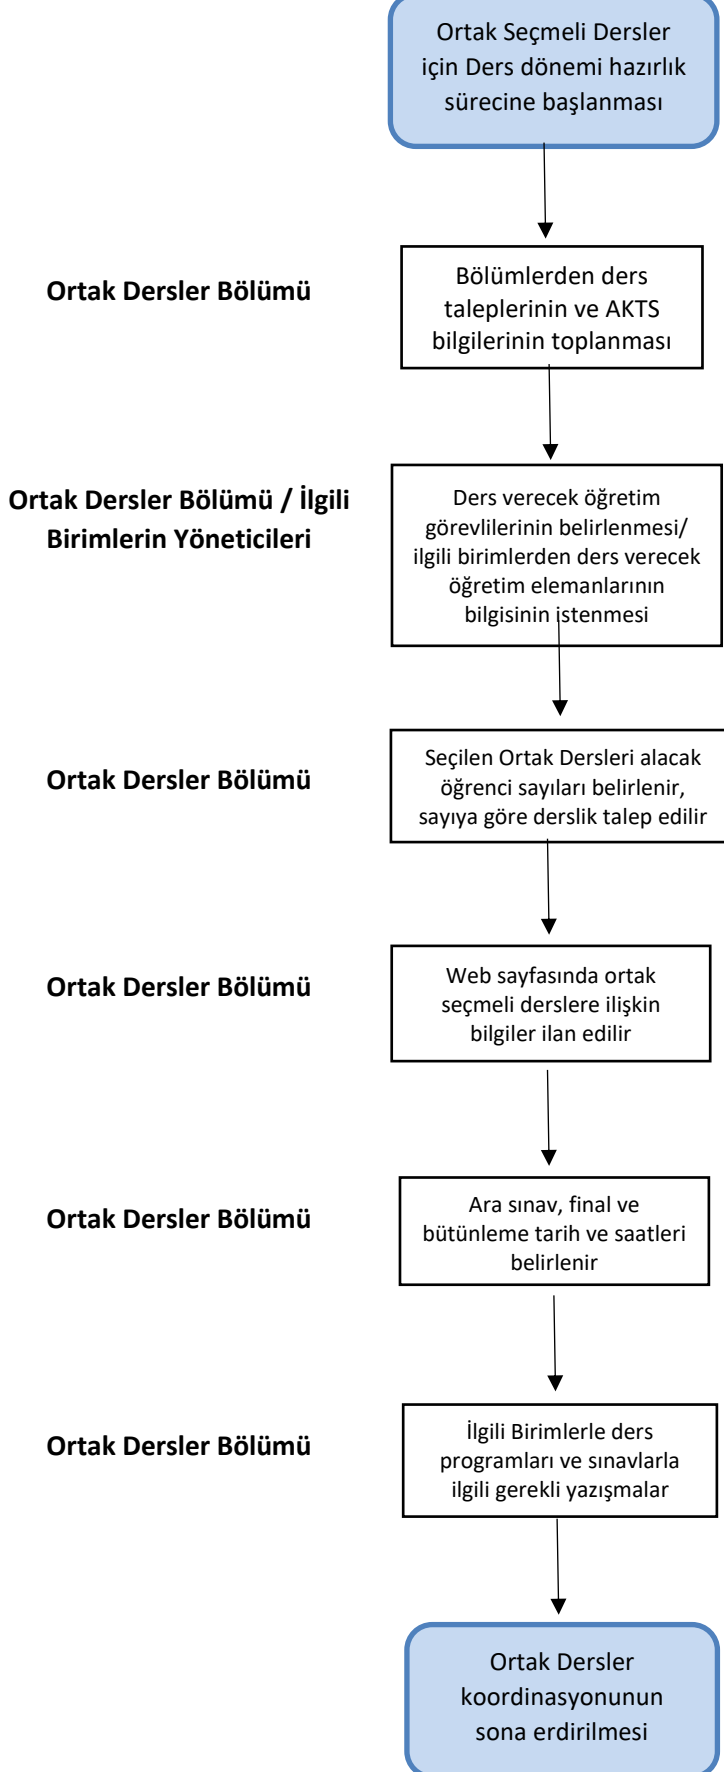 Ortak Seçmeli Dersler
için Ders dönemi hazırlık
sürecine başlanması
Ortak Dersler Bölümü
Bölümlerden ders
taleplerinin ve AKTS
bilgilerinin toplanması
Ortak Dersler Bölümü / İlgili
Birimlerin Yöneticileri
Ders verecek öğretim
görevlilerinin belirlenmesi/
ilgili birimlerden ders verecek
öğretim elemanlarının
bilgisinin istenmesi
Ortak Dersler Bölümü
Seçilen Ortak Dersleri alacak
öğrenci sayıları belirlenir,
sayıya göre derslik talep edilir
Ortak Dersler Bölümü
Web sayfasında ortak
seçmeli derslere ilişkin
bilgiler ilan edilir
Ortak Dersler Bölümü
Ara sınav, final ve
bütünleme tarih ve saatleri
belirlenir
Ortak Dersler Bölümü
İlgili Birimlerle ders
programları ve sınavlarla
ilgili gerekli yazışmalar
Ortak Dersler
koordinasyonunun
sona erdirilmesi